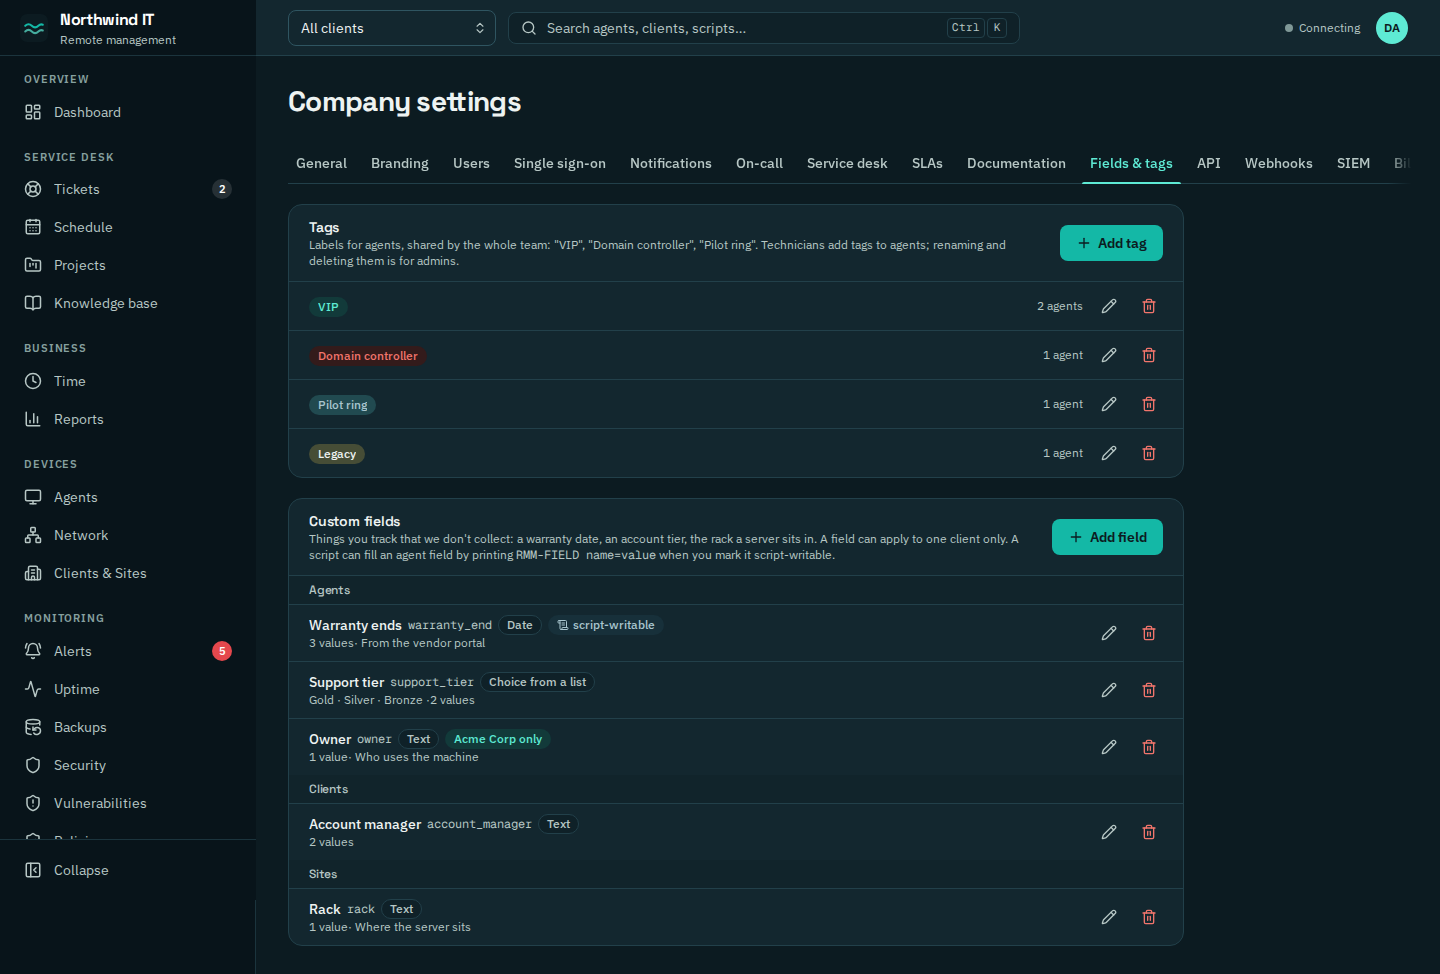 Northwind IT
Remote management
All clients
Search agents, clients, scripts...
Ctrl K
Connecting
DA
OVERVIEW
Dashboard
SERVICE DESK
Tickets 2
Schedule
Projects
Knowledge base
BUSINESS
Time
Reports
DEVICES
Agents
Network
Clients & Sites
MONITORING
Alerts 5
Uptime
Backups
Security
Vulnerabilities
Collapse
Company settings
General Branding Users Single sign-on Notifications On-call Service desk SLAs Documentation Fields & tags API Webhooks SIEM
Tags
Labels for agents, shared by the whole team: "VIP", "Domain controller", "Pilot ring". Technicians add tags to agents; renaming and
deleting them is for admins.
Add tag
VIP 2 agents
Domain controller 1 agent
Pilot ring 1 agent
Legacy 1 agent
Custom fields
Things you track that we don't collect: a warranty date, an account tier, the rack a server sits in. A field can apply to one client only. A
script can fill an agent field by printing RMM-FIELD name=value when you mark it script-writable.
Add field
Agents
Warranty ends warranty_end Date script-writable
3 values· From the vendor portal
Support tier support_tier Choice from a list
Gold · Silver · Bronze ·2 values
Owner owner Text Acme Corp only
1 value· Who uses the machine
Clients
Account manager account_manager Text
2 values
Sites
Rack rack Text
1 value· Where the server sits